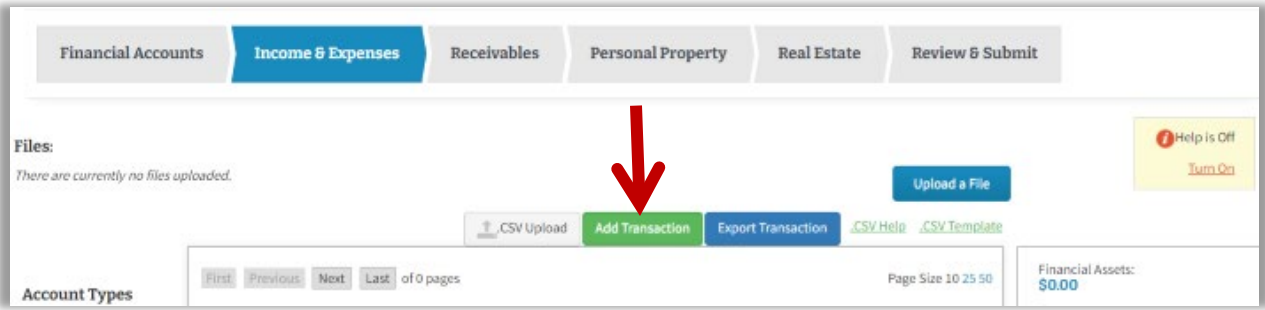 Financial Accounts Income & Expenses Receivables Personal Property Real Estate Review & Submit
Files:
Help is Off
There are currently no files uploaded.
Turn On
Upload a File
.CSV Upload Add Transaction Export Transaction .CSV Help .CSV Template
First Previous Next Last of 0 pages Page Size 10 25 50
Financial Assets:
Account Types
$0.00